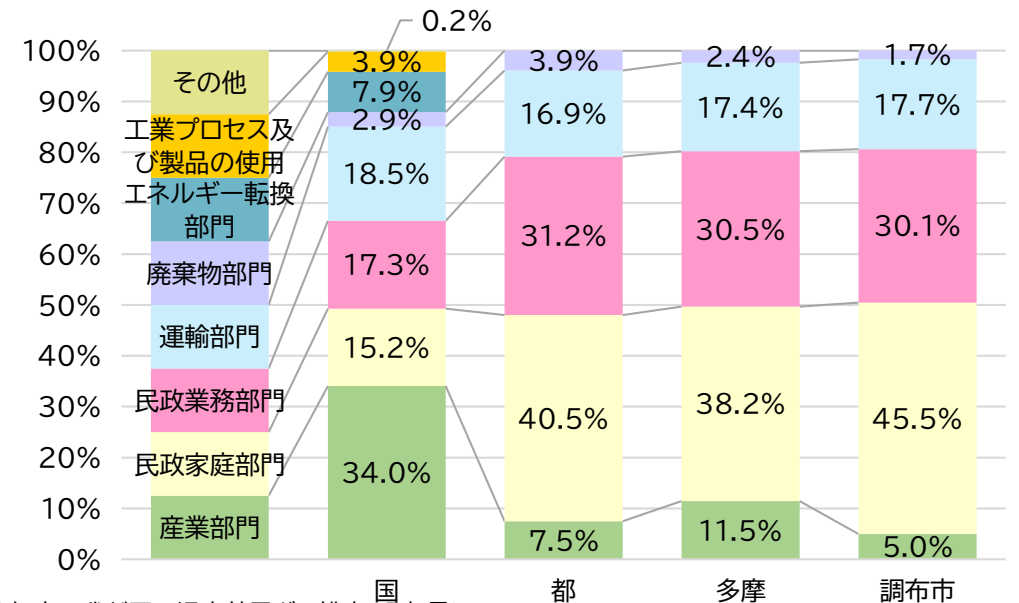 0.2%
100%
90%
80%
70%
60%
50%
40%
30%
20%
10%
0%
その他
工業プロセス及
び製品の使用
エネルギー転換
部門
廃棄物部門
運輸部門
民政業務部門
民政家庭部門
産業部門
3.9%
7.9%
2.9%
18.5%
17.3%
15.2%
34.0%
3.9%
16.9%
31.2%
40.5%
7.5%
2.4%
17.4%
30.5%
38.2%
11.5%
1.7%
17.7%
30.1%
45.5%
5.0%
国
都
多摩
調布市